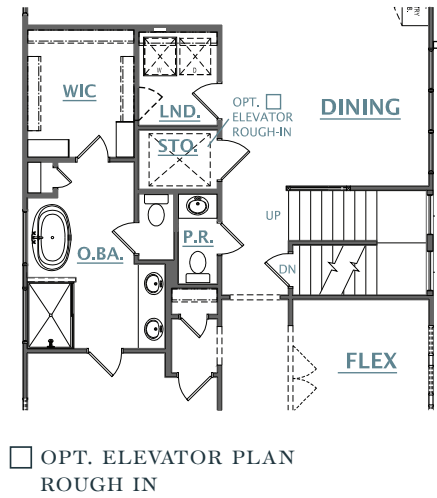 WIC
W D
LND.
OPT. ☐
ELEVATOR
ROUGH-IN
DINING
STO.
UP
P.R.
O.BA.
DN
FLEX
☐ OPT. ELEVATOR PLAN
ROUGH IN